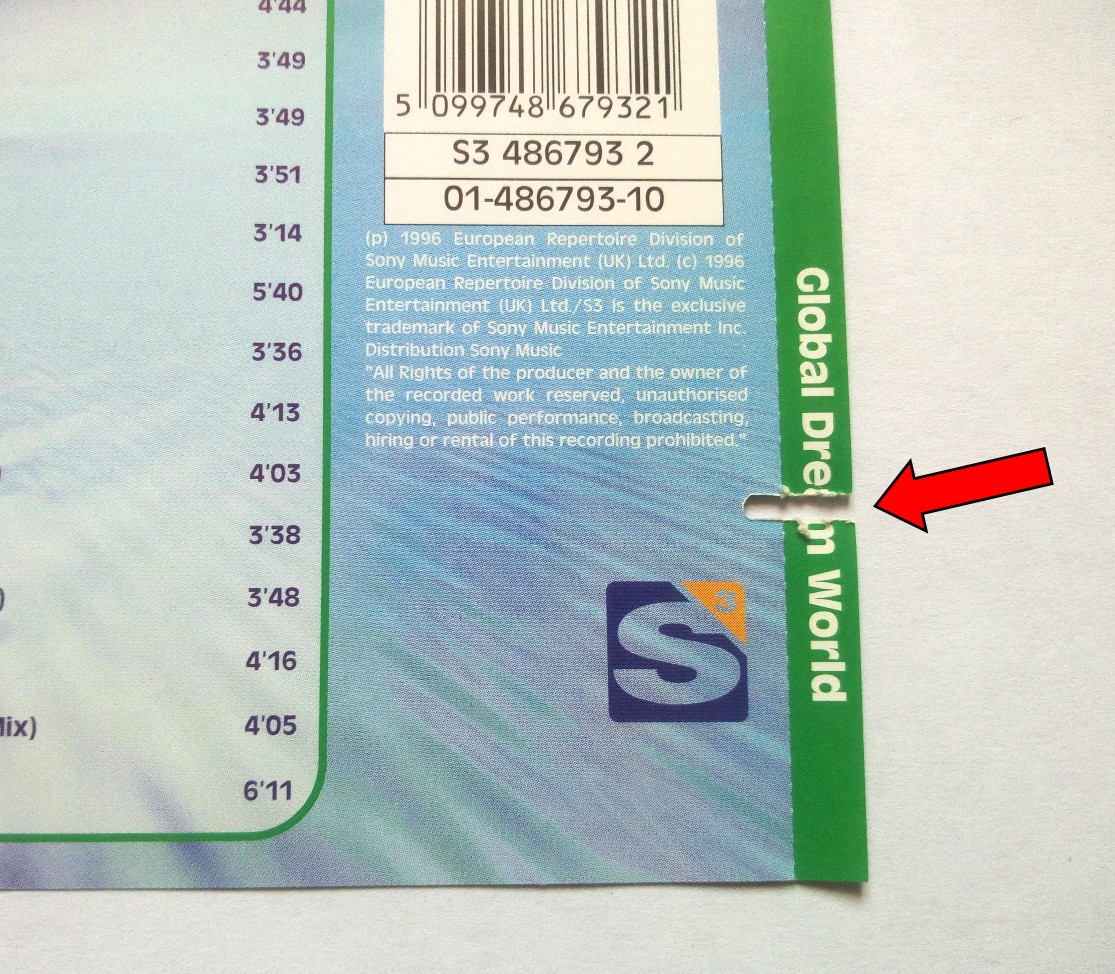 4'44
3'49
3'49
3'51
3'14
5'40
3'36
4'13
4'03
3'38
)
3'48
4'16
Mix)
4'05
6'11
5 099748 679321
S3 486793 2
01-486793-10
(p) 1996 European Repertoire Division of
Sony Music Entertainment (UK) Ltd. (c) 1996
European Repertoire Division of Sony Music
Entertainment (UK) Ltd./S3 is the exclusive
trademark of Sony Music Entertainment Inc.
Distribution Sony Music
"All Rights of the producer and the owner of
the recorded work reserved, unauthorised
copying, public performance, broadcasting,
hiring or rental of this recording prohibited."
S3
Global Dream World